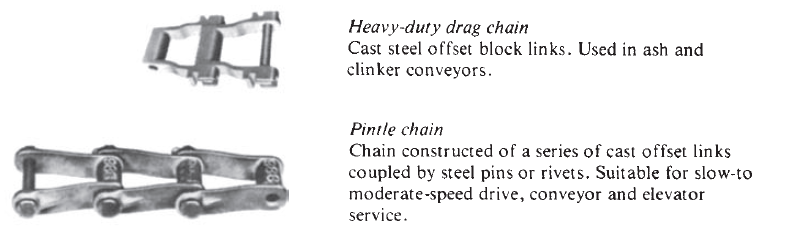 Heavy-duty drag chain
Cast steel offset block links. Used in ash and
clinker conveyors.
Pintle chain
Chain constructed of a series of cast offset links
coupled by steel pins or rivets. Suitable for slow-to
moderate-speed drive, conveyor and elevator
service.